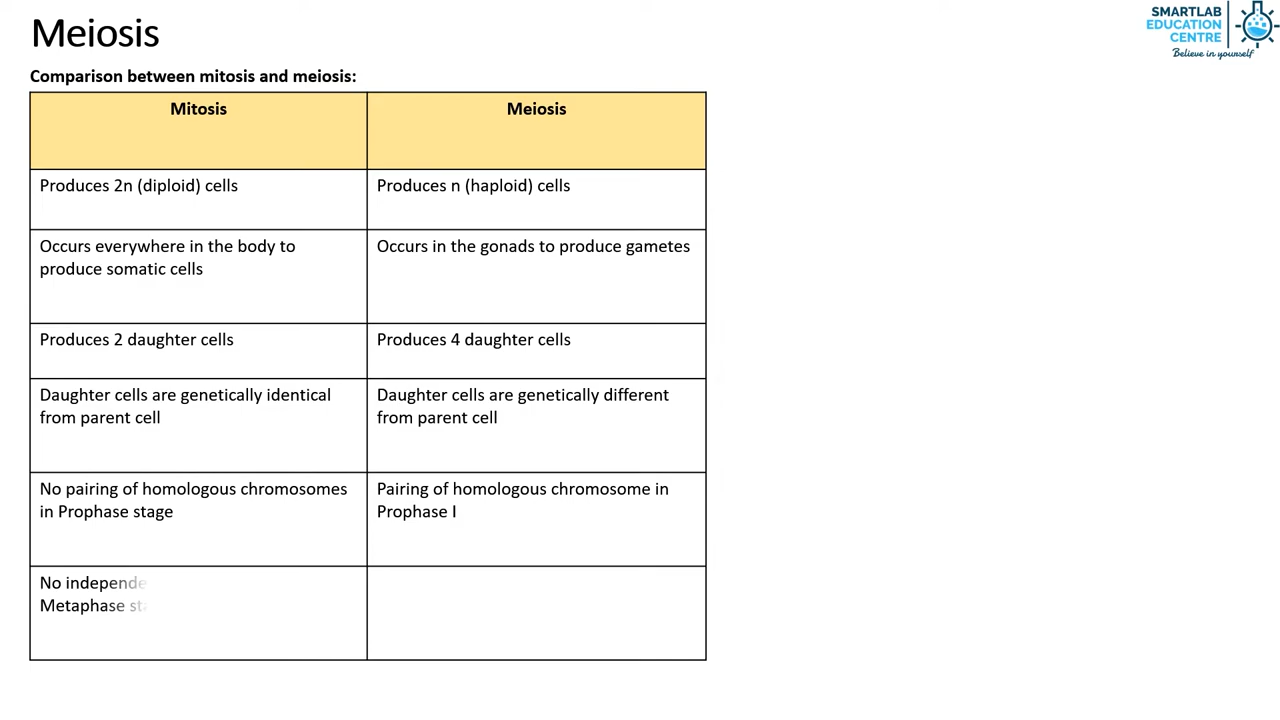 Meiosis
SMARTLAB
EDUCATION
CENTRE
Believe in yourself
Comparison between mitosis and meiosis:
Mitosis
Meiosis
Produces 2n (diploid) cells
Produces n (haploid) cells
Occurs everywhere in the body to
produce somatic cells
Occurs in the gonads to produce gametes
Produces 2 daughter cells
Produces 4 daughter cells
Daughter cells are genetically identical
from parent cell
Daughter cells are genetically different
from parent cell
No pairing of homologous chromosomes
in Prophase stage
Pairing of homologous chromosome in
Prophase I
No
Metaphase